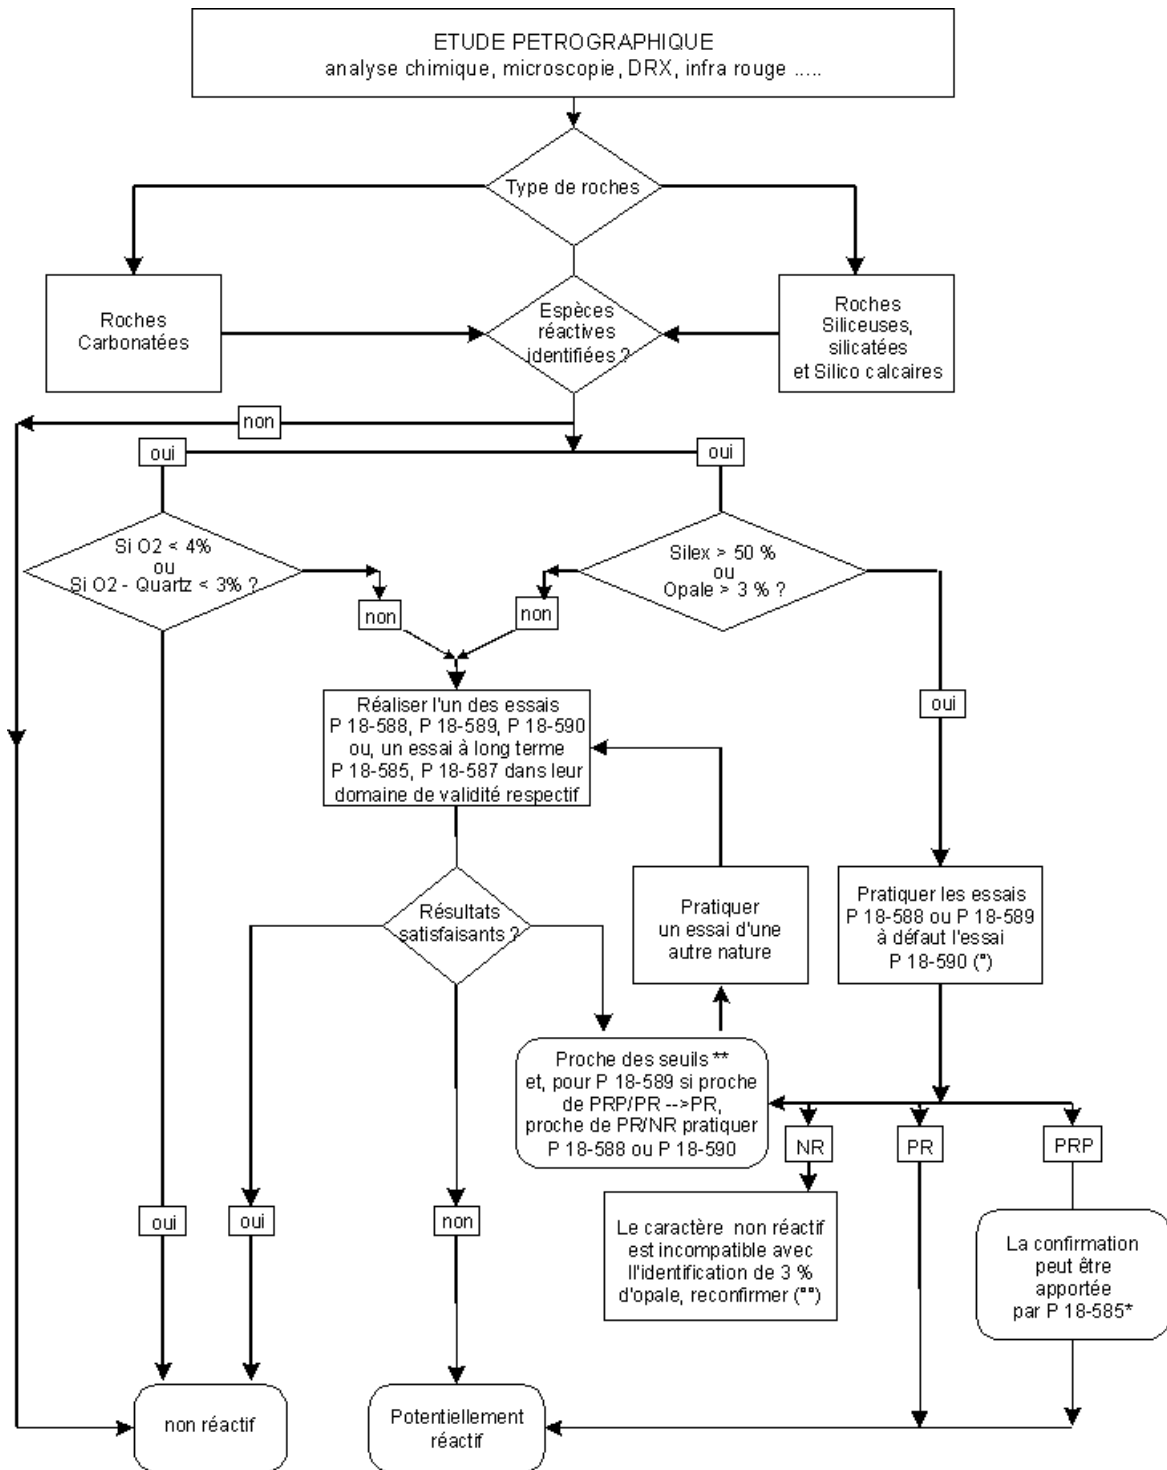 ETUDE PETROGRAPHIQUE
analyse chimique, microscopie, DRX, infra rouge .....
Type de roches
Roches
Carbonatées
Espèces
réactives
identifiées ?
Roches
Siliceuses,
silicatées
et Silico calcaires
non
oui
oui
Si O2 < 4%
ou
Si O2 - Quartz < 3% ?
Silex > 50 %
ou
Opale > 3 % ?
non
non
oui
Réaliser l'un des essais
P 18-588, P 18-589, P 18-590
ou, un essai à long terme
P 18-585, P 18-587 dans leur
domaine de validité respectif
Résultats
satisfaisants ?
Pratiquer
un essai d'une
autre nature
Pratiquer les essais
P 18-588 ou P 18-589
à défaut l'essai
P 18-590 (°)
Proche des seuils **
et, pour P 18-589 si proche
de PRP/PR -->PR,
proche de PR/NR pratiquer
P 18-588 ou P 18-590
NR
PR
PRP
oui
oui
non
Le caractère non réactif
est incompatible avec
l'identification de 3 %
d'opale, reconfirmer (°°)
La confirmation
peut être
apportée
par P 18-585*
non réactif
Potentiellement
réactif